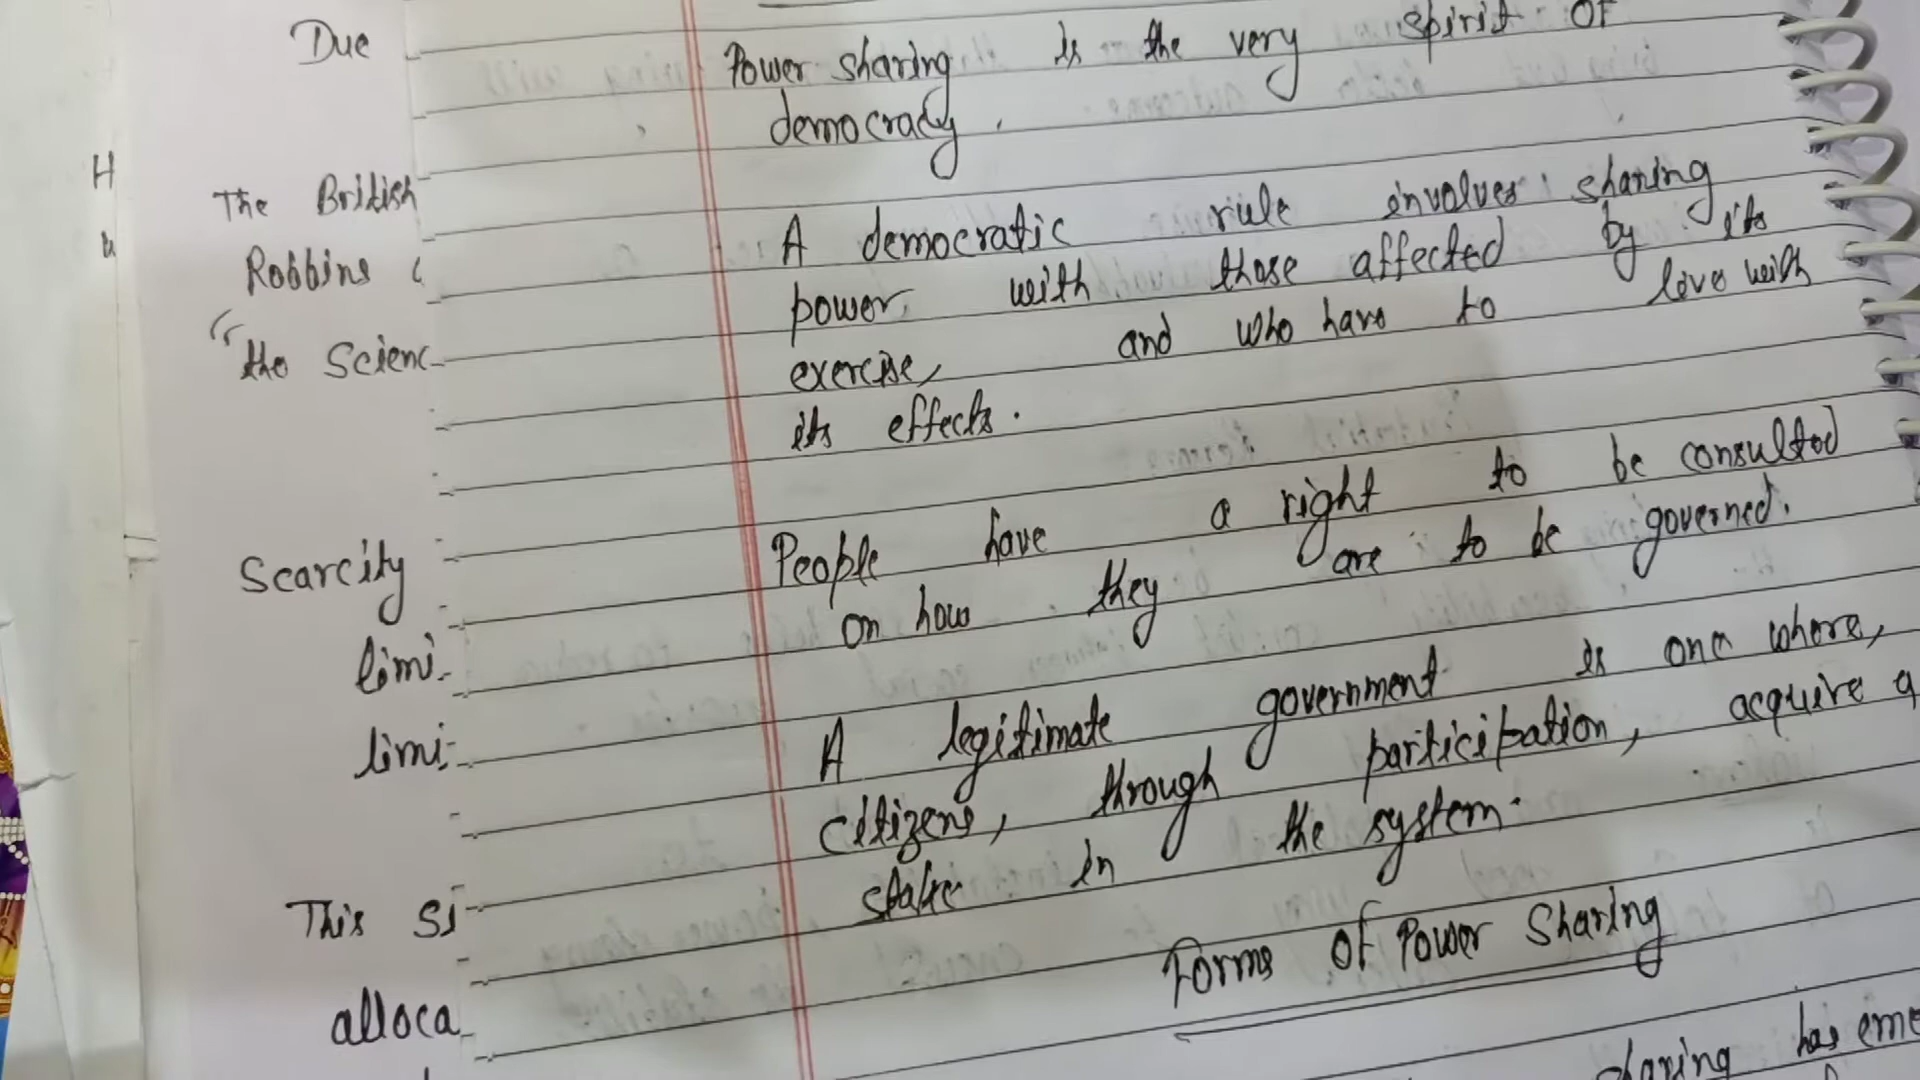 Due
H
The British
u
Robbins
"the Scienc
Scarcity
limi
limi
This Si
alloca
Power sharing is the very spirit of
democracy.
A democratic rule involves sharing
power with those affected by its
exercise, and who have to live with
its effects.
People have a right to be consulted
on how they are to be governed.
A legitimate government is one where,
citizens, through participation, acquire a
stake in the system.
Forms of Power Sharing
sharing has eme